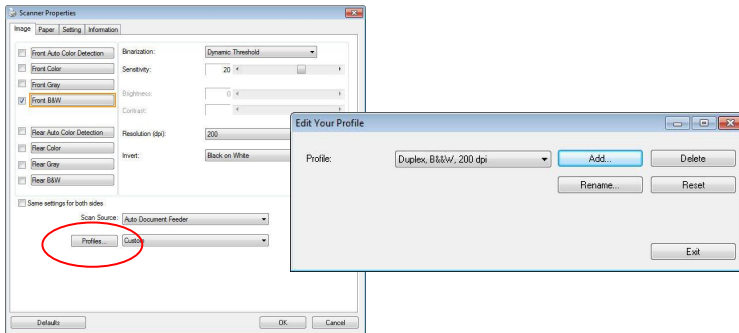 Scanner Properties
Image Paper Setting Information
Front Auto Color Detection
Front Color
Front Gray
Front B&W
Rear Auto Color Detection
Rear Color
Rear Gray
Rear B&W
Binarization: Dynamic Threshold
Sensitivity: 20
Brightness: 0
Contrast:
Resolution (dpi): 200
Invert: Black on White
Same settings for both sides
Scan Source: Auto Document Feeder
Profiles... Custom
Defaults OK Cancel
Edit Your Profile
Profile: Duplex, B&W, 200 dpi Add... Delete
Rename... Reset
Exit